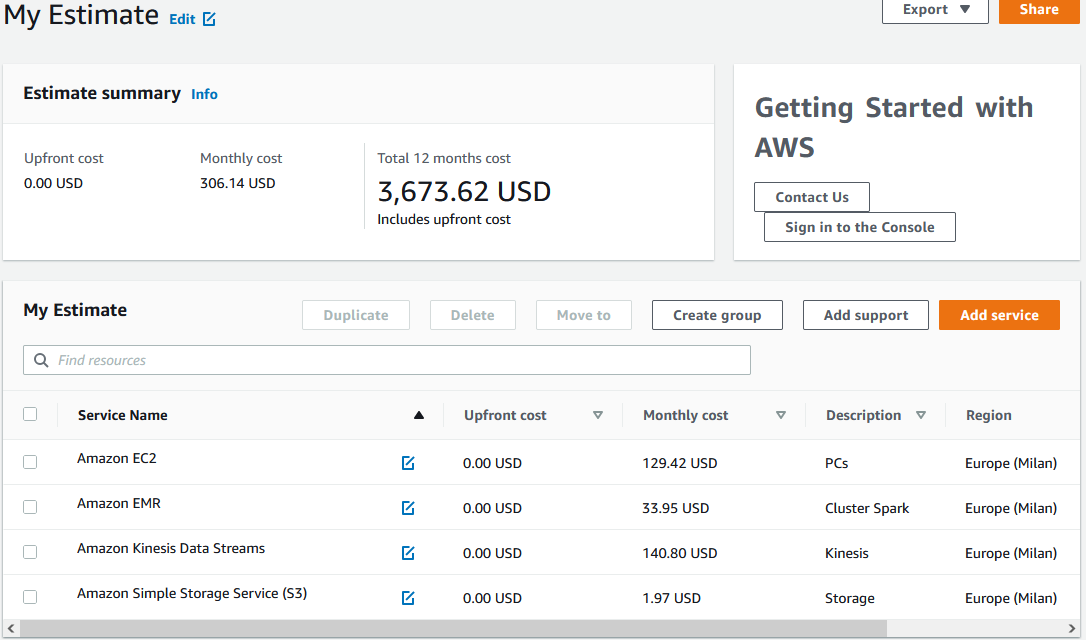 My Estimate Edit
Export Share
Estimate summary Info
Upfront cost Monthly cost Total 12 months cost
0.00 USD 306.14 USD 3,673.62 USD
Includes upfront cost
Getting Started with
AWS
Contact Us
Sign in to the Console
My Estimate Duplicate Delete Move to Create group Add support Add service
Find resources
Service Name Upfront cost Monthly cost Description Region
Amazon EC2 0.00 USD 129.42 USD PCs Europe (Milan)
Amazon EMR 0.00 USD 33.95 USD Cluster Spark Europe (Milan)
Amazon Kinesis Data Streams 0.00 USD 140.80 USD Kinesis Europe (Milan)
Amazon Simple Storage Service (S3) 0.00 USD 1.97 USD Storage Europe (Milan)